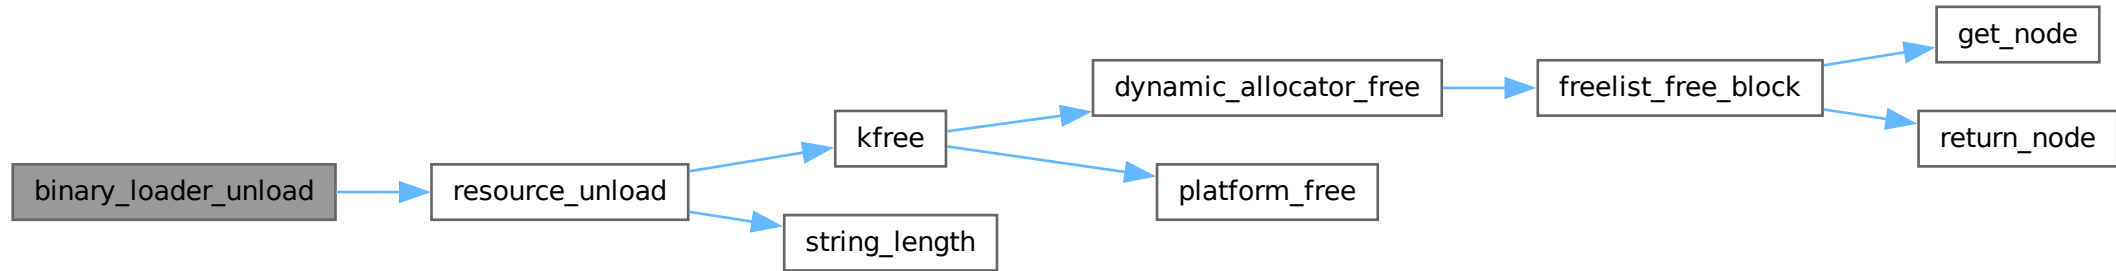 binary_loader_unload
resource_unload
kfree
dynamic_allocator_free
freelist_free_block
get_node
return_node
platform_free
string_length